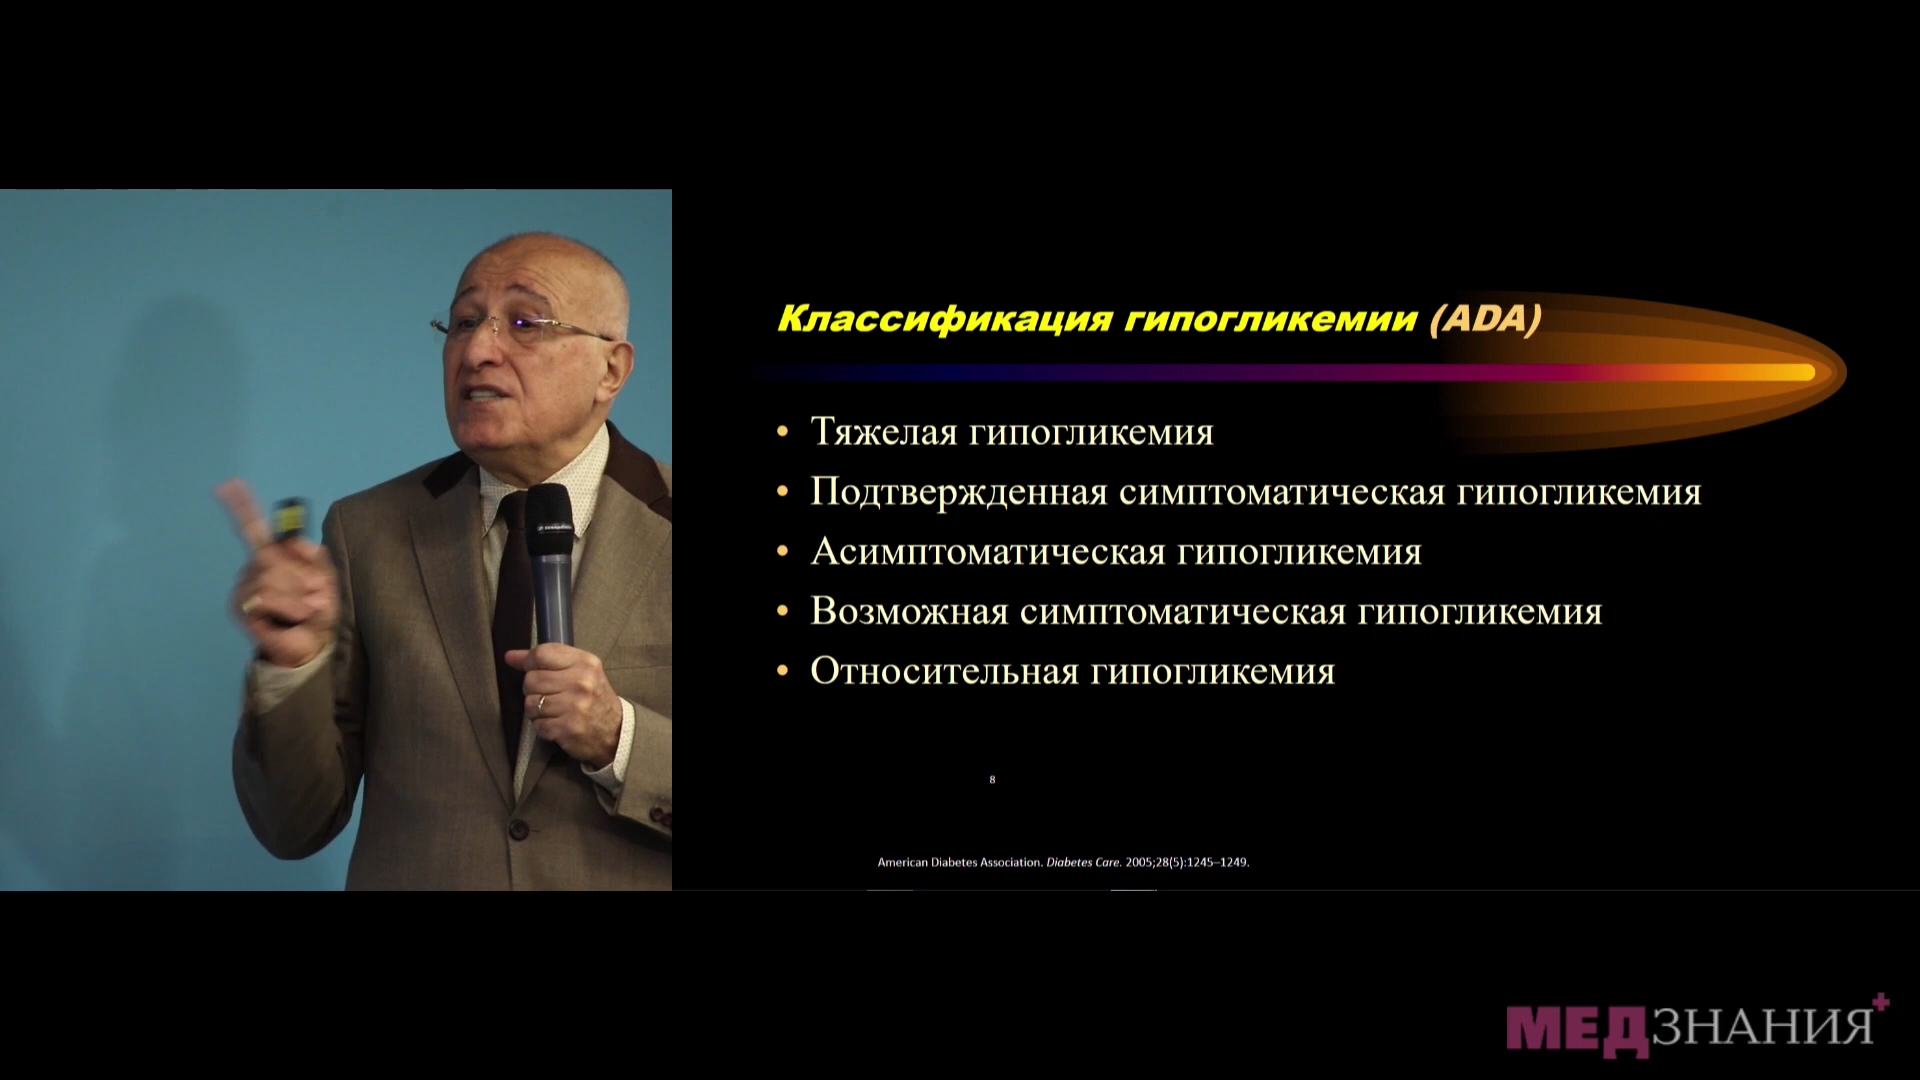 Классификация гипогликемии (ADA)
• Тяжелая гипогликемия
• Подтвержденная симптоматическая гипогликемия
• Асимптоматическая гипогликемия
• Возможная симптоматическая гипогликемия
• Относительная гипогликемия
8
American Diabetes Association. Diabetes Care. 2005;28(5):1245–1249.
МЕДЗНАНИЯ+